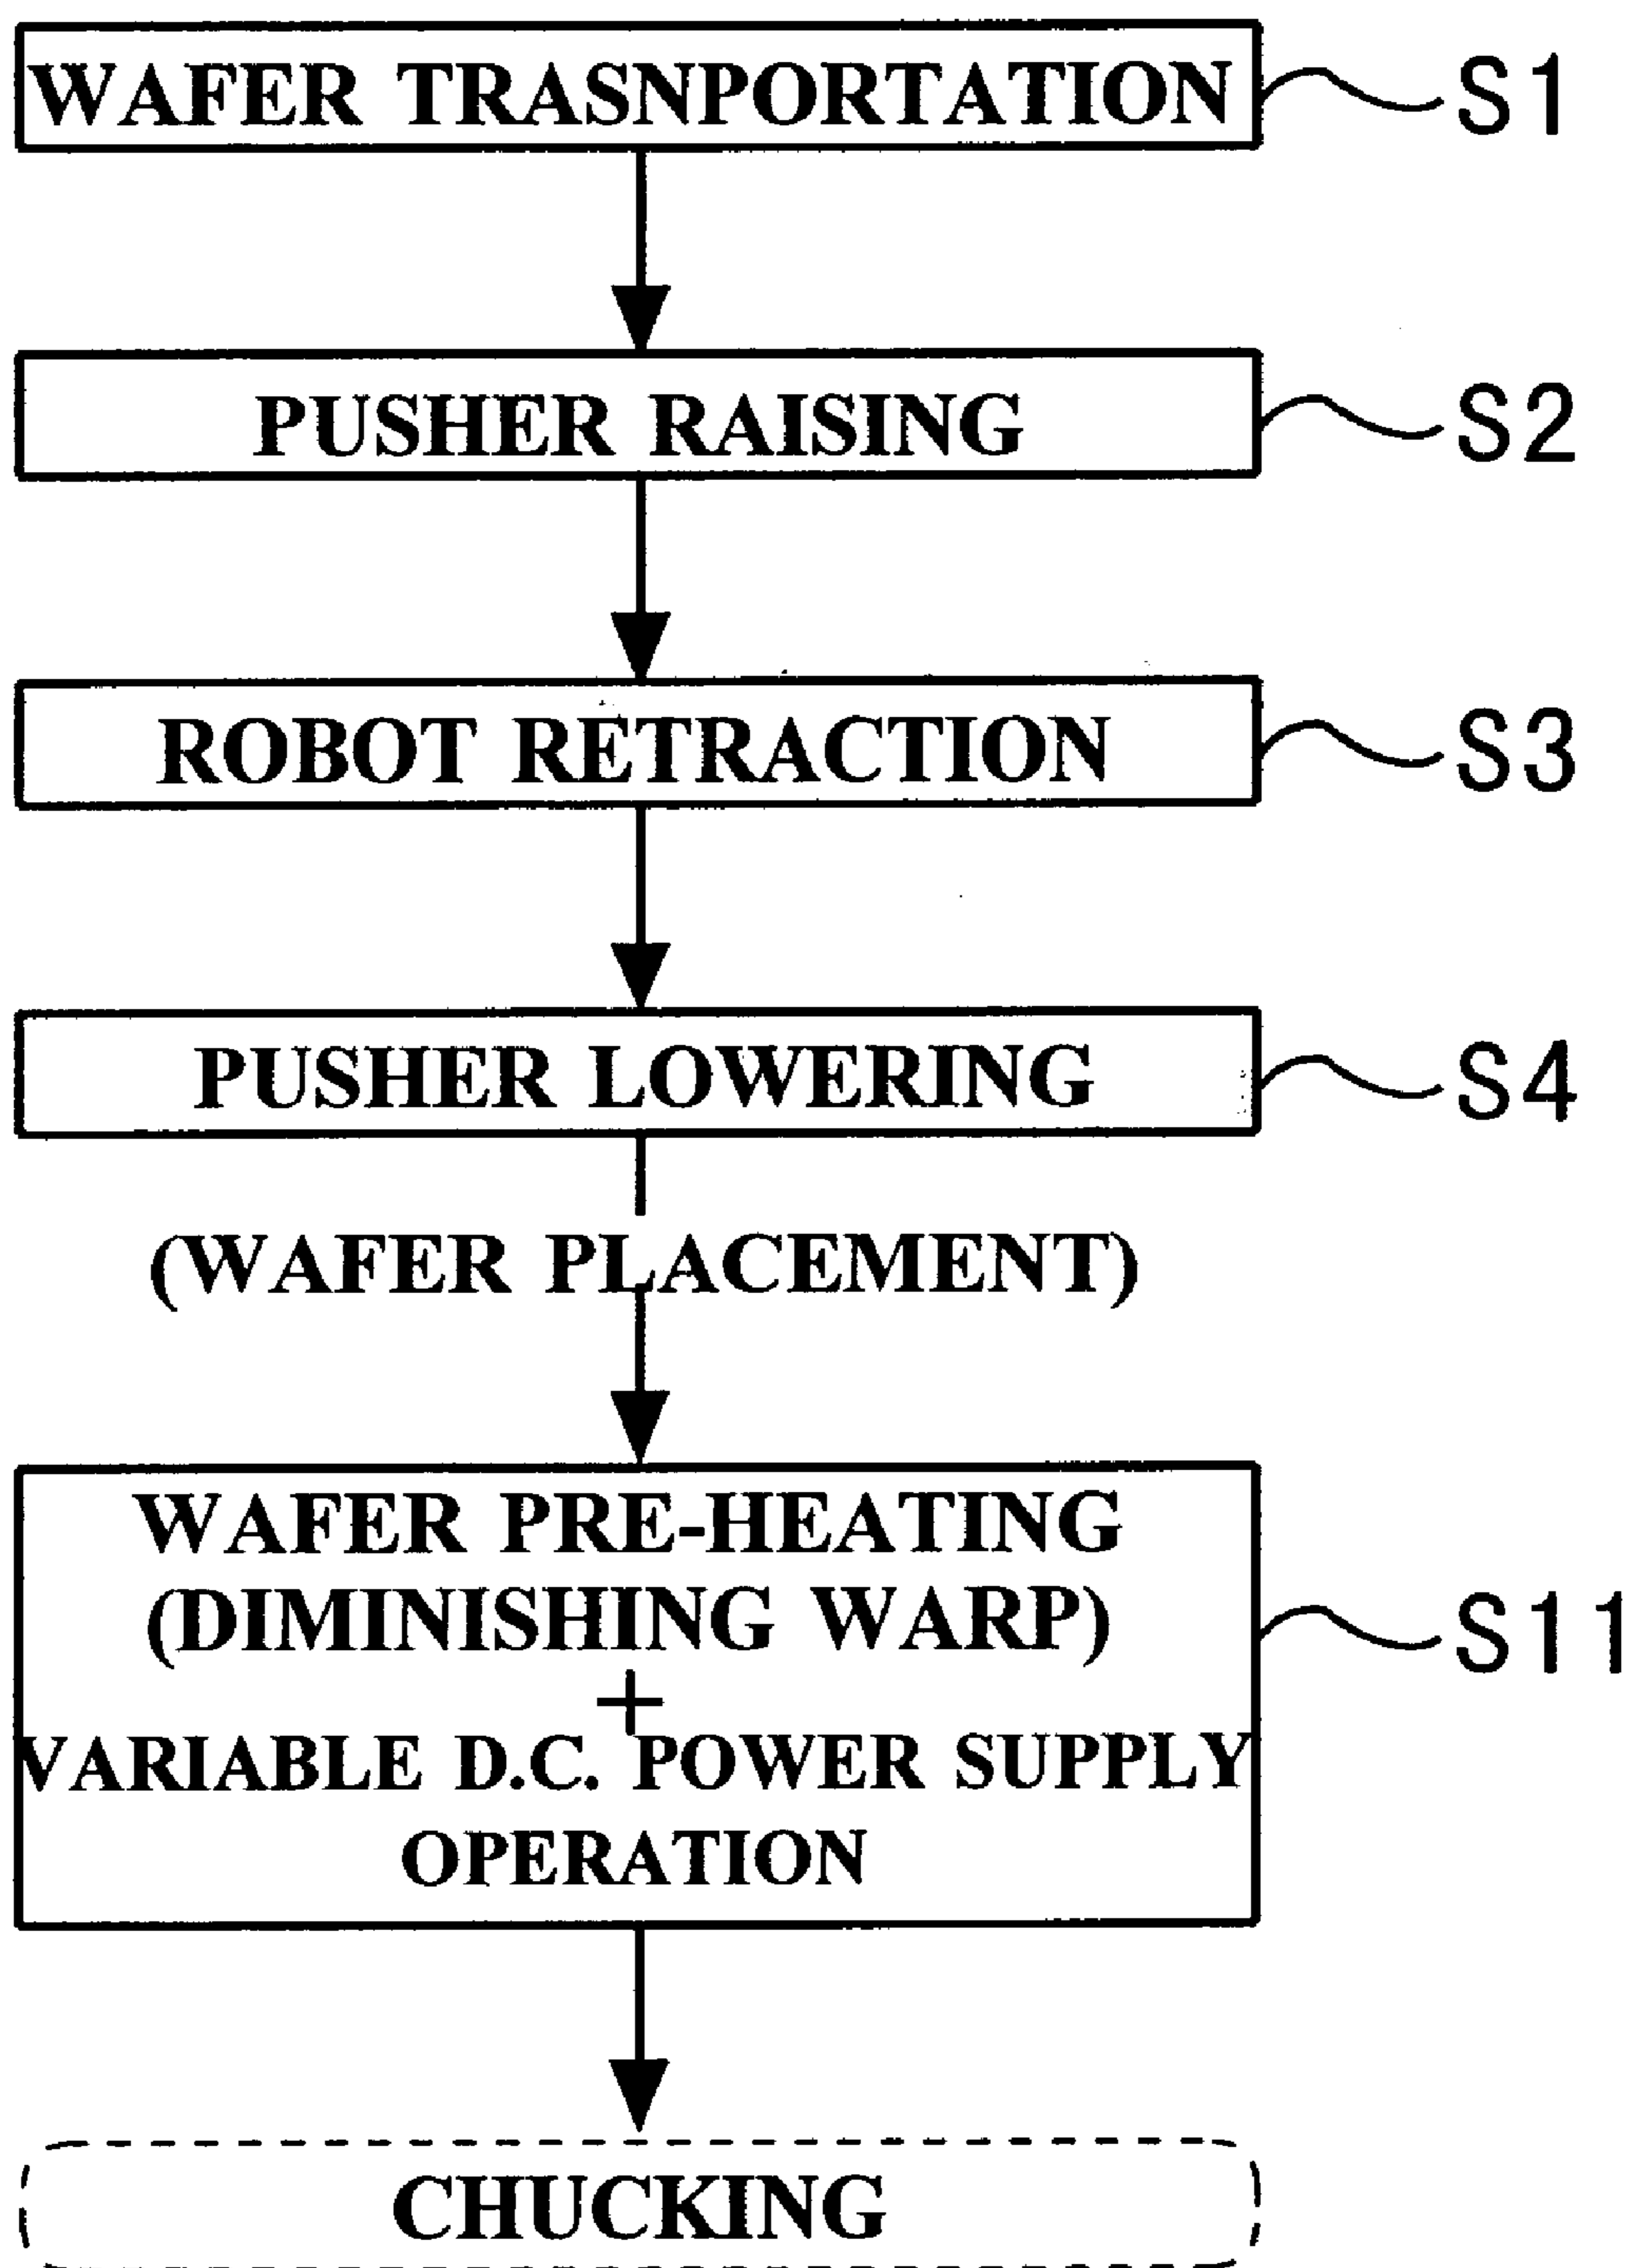 WAFER TRASNPORTATION S1
PUSHER RAISING S2
ROBOT RETRACTION S3
PUSHER LOWERING S4
(WAFER PLACEMENT)
WAFER PRE-HEATING
(DIMINISHING WARP)
S11
+
VARIABLE D.C. POWER SUPPLY
OPERATION
CHUCKING